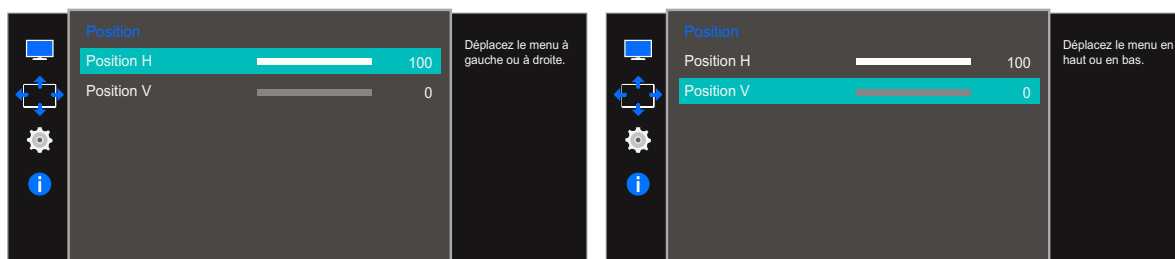 Position
Position H 100
Position V 0
Déplacez le menu à
gauche ou à droite.
Position
Position H 100
Position V 0
Déplacez le menu en
haut ou en bas.